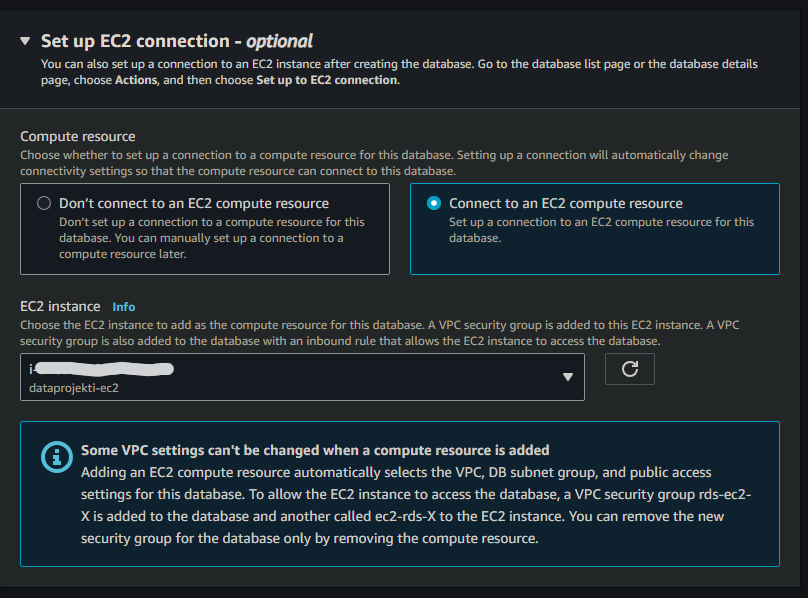 Set up EC2 connection - optional
You can also set up a connection to an EC2 instance after creating the database. Go to the database list page or the database details
page, choose Actions, and then choose Set up to EC2 connection.
Compute resource
Choose whether to set up a connection to a compute resource for this database. Setting up a connection will automatically change
connectivity settings so that the compute resource can connect to this database.
Don't connect to an EC2 compute resource
Don't set up a connection to a compute resource for this
database. You can manually set up a connection to a
compute resource later.
Connect to an EC2 compute resource
Set up a connection to an EC2 compute resource for this
database.
EC2 instance Info
Choose the EC2 instance to add as the compute resource for this database. A VPC security group is added to this EC2 instance. A VPC
security group is also added to the database with an inbound rule that allows the EC2 instance to access the database.
i-
dataprojekti-ec2
Some VPC settings can't be changed when a compute resource is added
Adding an EC2 compute resource automatically selects the VPC, DB subnet group, and public access
settings for this database. To allow the EC2 instance to access the database, a VPC security group rds-ec2-
X is added to the database and another called ec2-rds-X to the EC2 instance. You can remove the new
security group for the database only by removing the compute resource.